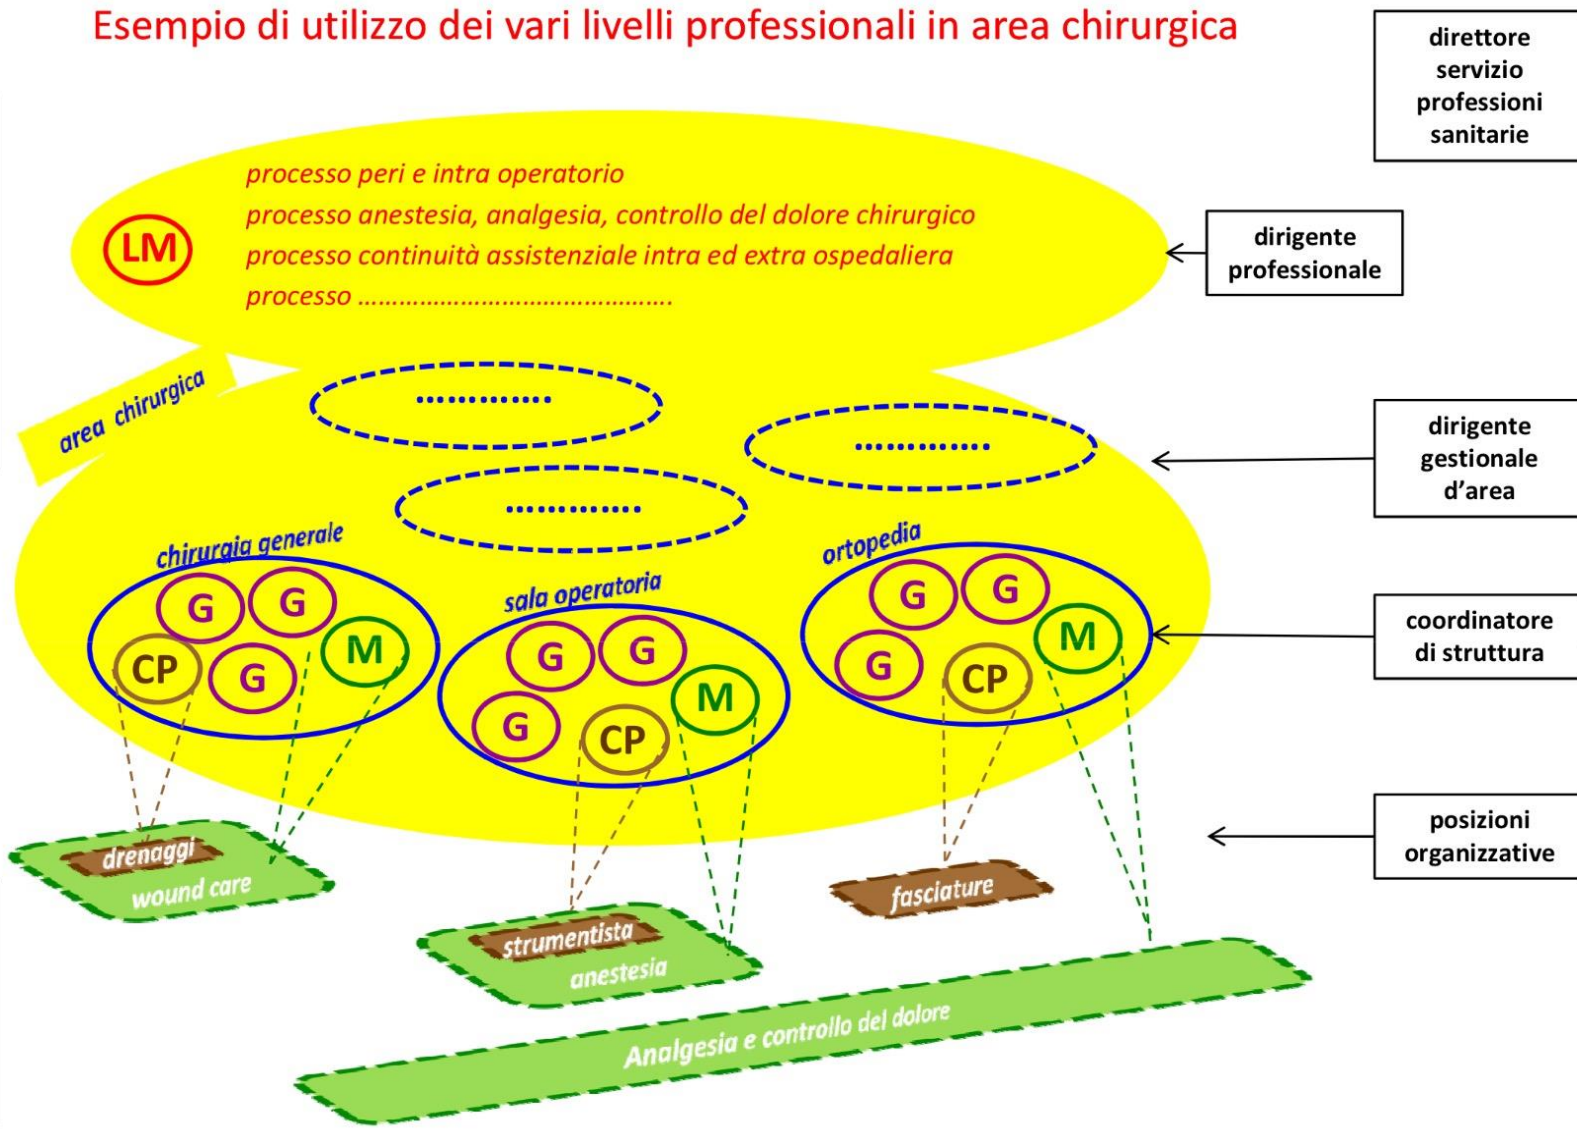 Esempio di utilizzo dei vari livelli professionali in area chirurgica
direttore
servizio
professioni
sanitarie
processo peri e intra operatorio
processo anestesia, analgesia, controllo del dolore chirurgico
processo continuità assistenziale intra ed extra ospedaliera
processo ……………………………………….
LM
dirigente
professionale
area chirurgica
.............
.............
.............
dirigente
gestionale
d’area
chirurgia generale
G
G
CP
G
M
sala operatoria
G
G
G
CP
M
ortopedia
G
G
G
CP
M
coordinatore
di struttura
posizioni
organizzative
drenaggi
wound care
strumentista
anestesia
fasciature
Analgesia e controllo del dolore